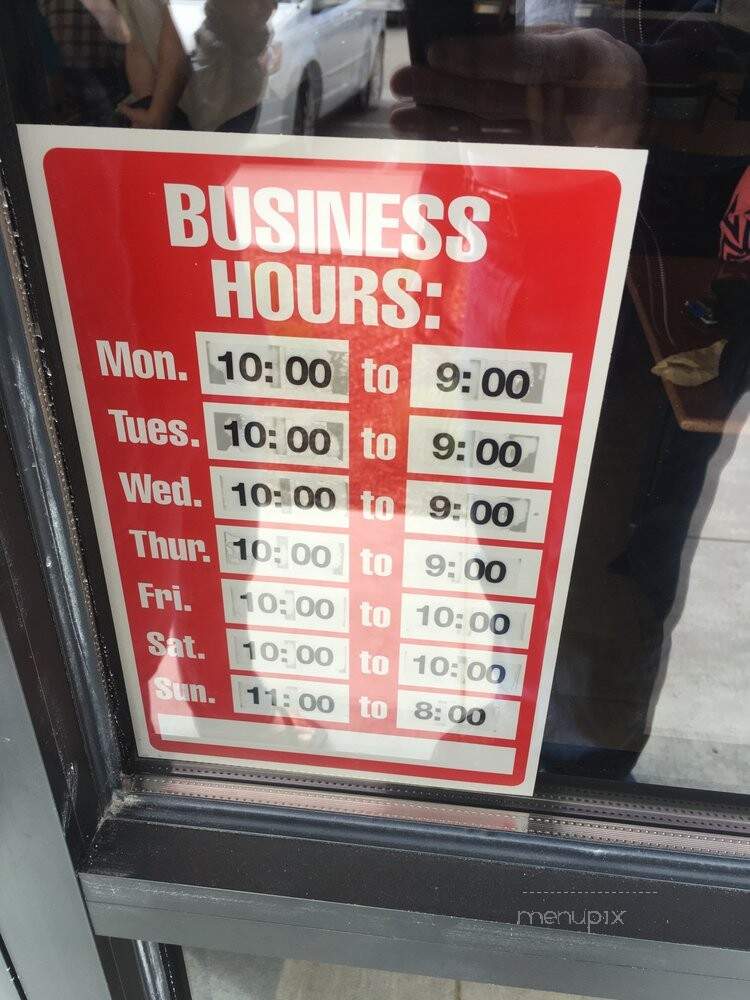 BUSINESS
HOURS:
Mon. 10:00 to 9:00
Tues. 10:00 to 9:00
Wed. 10:00 to 9:00
Thur. 10:00 to 9:00
Fri. 10:00 to 10:00
Sat. 10:00 to 10:00
Sun. 11:00 to 8:00
menupix